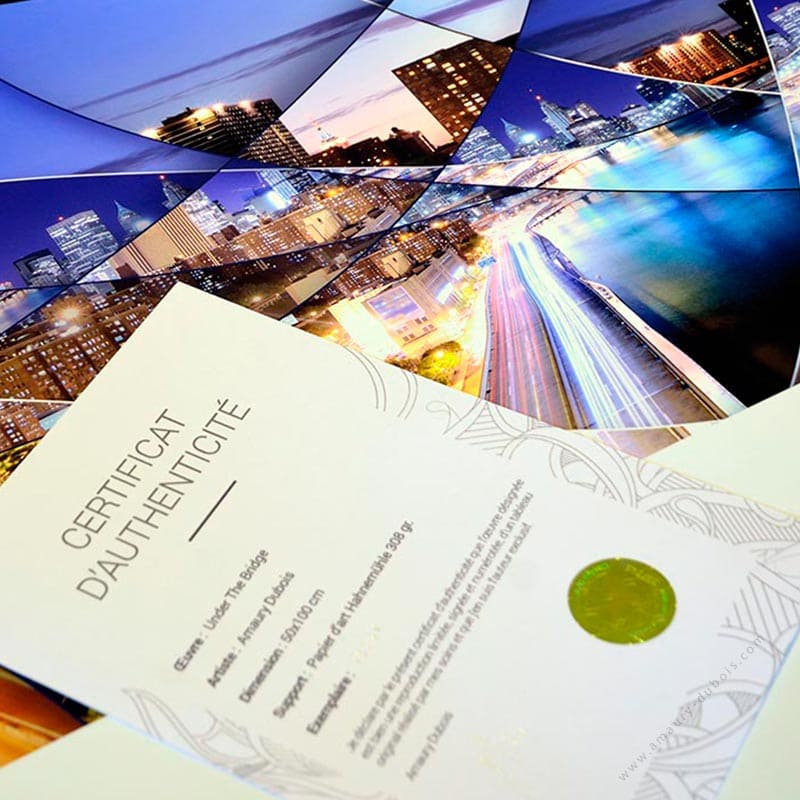 CERTIFICAT
D'AUTHENTICITÉ
Œuvre : Under The Bridge
Artiste : Amaury Dubois
Dimension : 50x100 cm
Support : Papier d'art Hahnemühle 308 gr.
Exemplaire :
Je déclare par le présent certificat d'authenticité que l'œuvre désignée
est bien une reproduction limitée, signée et numérotée, d'un tableau
original réalisé par mes soins et que j'en suis l'auteur exclusif.
Amaury Dubois
www.amaury-dubois.com